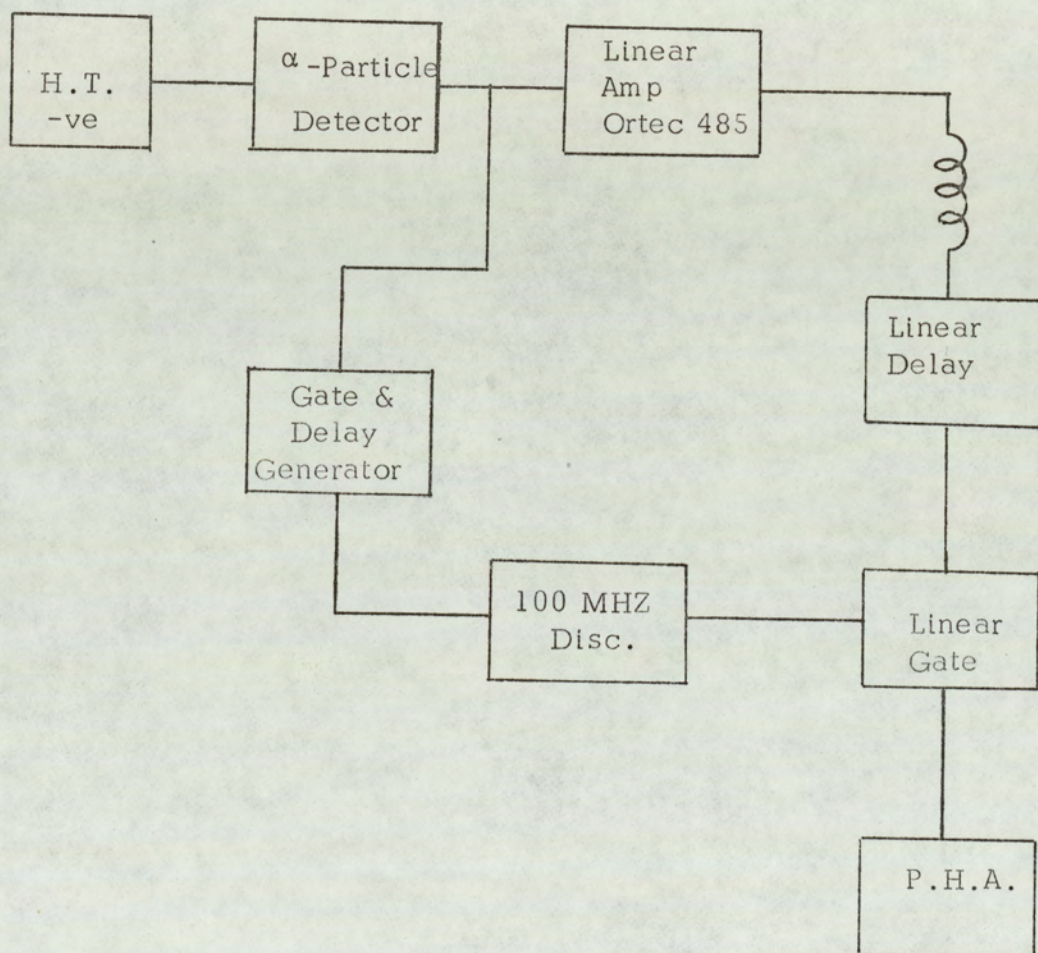 H.T.
-ve
α-Particle
Detector
Linear
Amp
Ortec 485
Linear
Delay
Gate &
Delay
Generator
100 MHZ
Disc.
Linear
Gate
P.H.A.